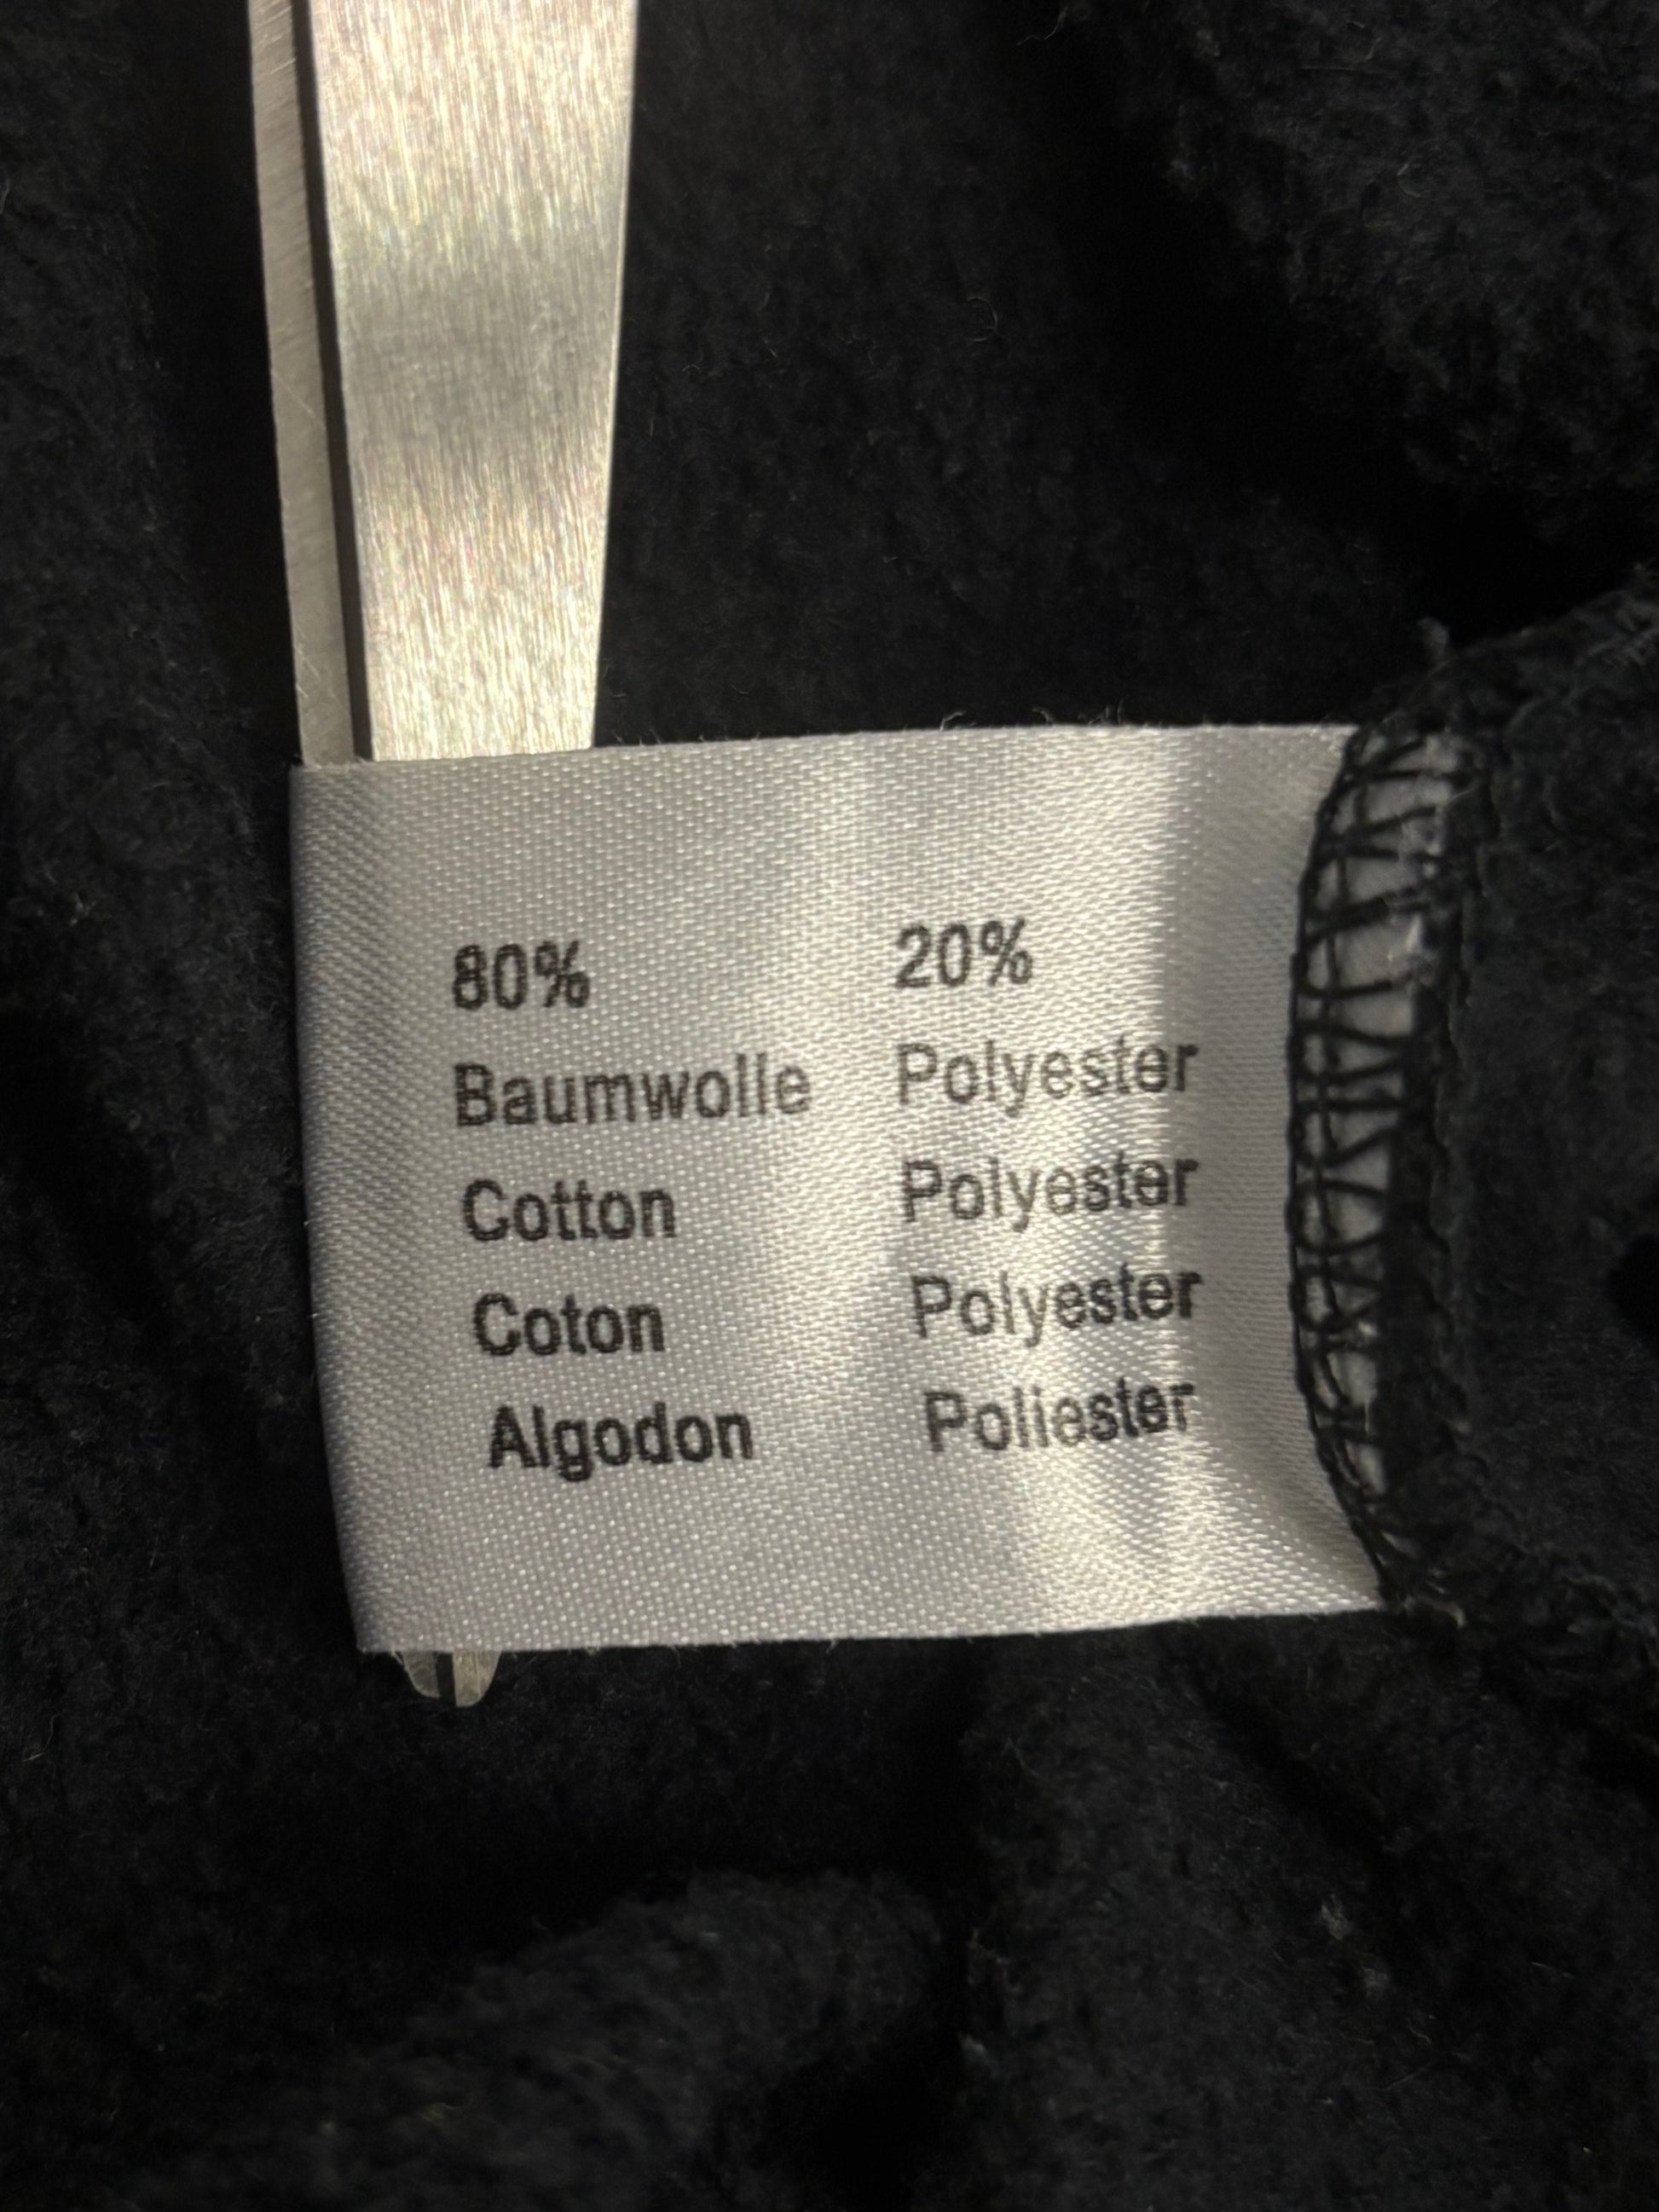 80% 20%
Baumwolle Polyester
Cotton Polyester
Coton Polyester
Algodon Poliester